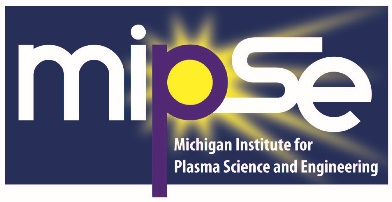 mipse
Michigan Institute for
Plasma Science and Engineering